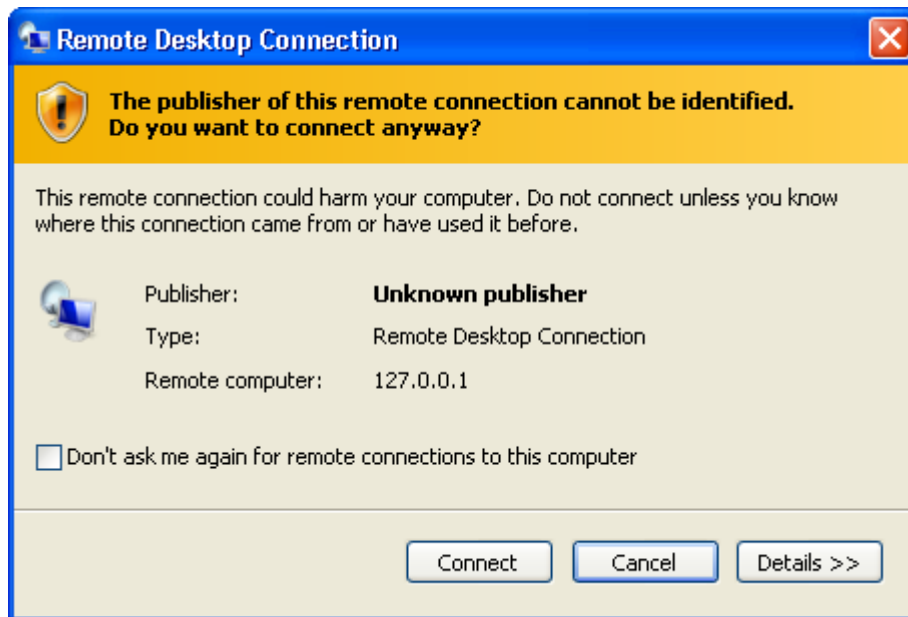 Remote Desktop Connection
The publisher of this remote connection cannot be identified.
Do you want to connect anyway?
This remote connection could harm your computer. Do not connect unless you know
where this connection came from or have used it before.
Publisher: Unknown publisher
Type: Remote Desktop Connection
Remote computer: 127.0.0.1
Don't ask me again for remote connections to this computer
Connect Cancel Details >>